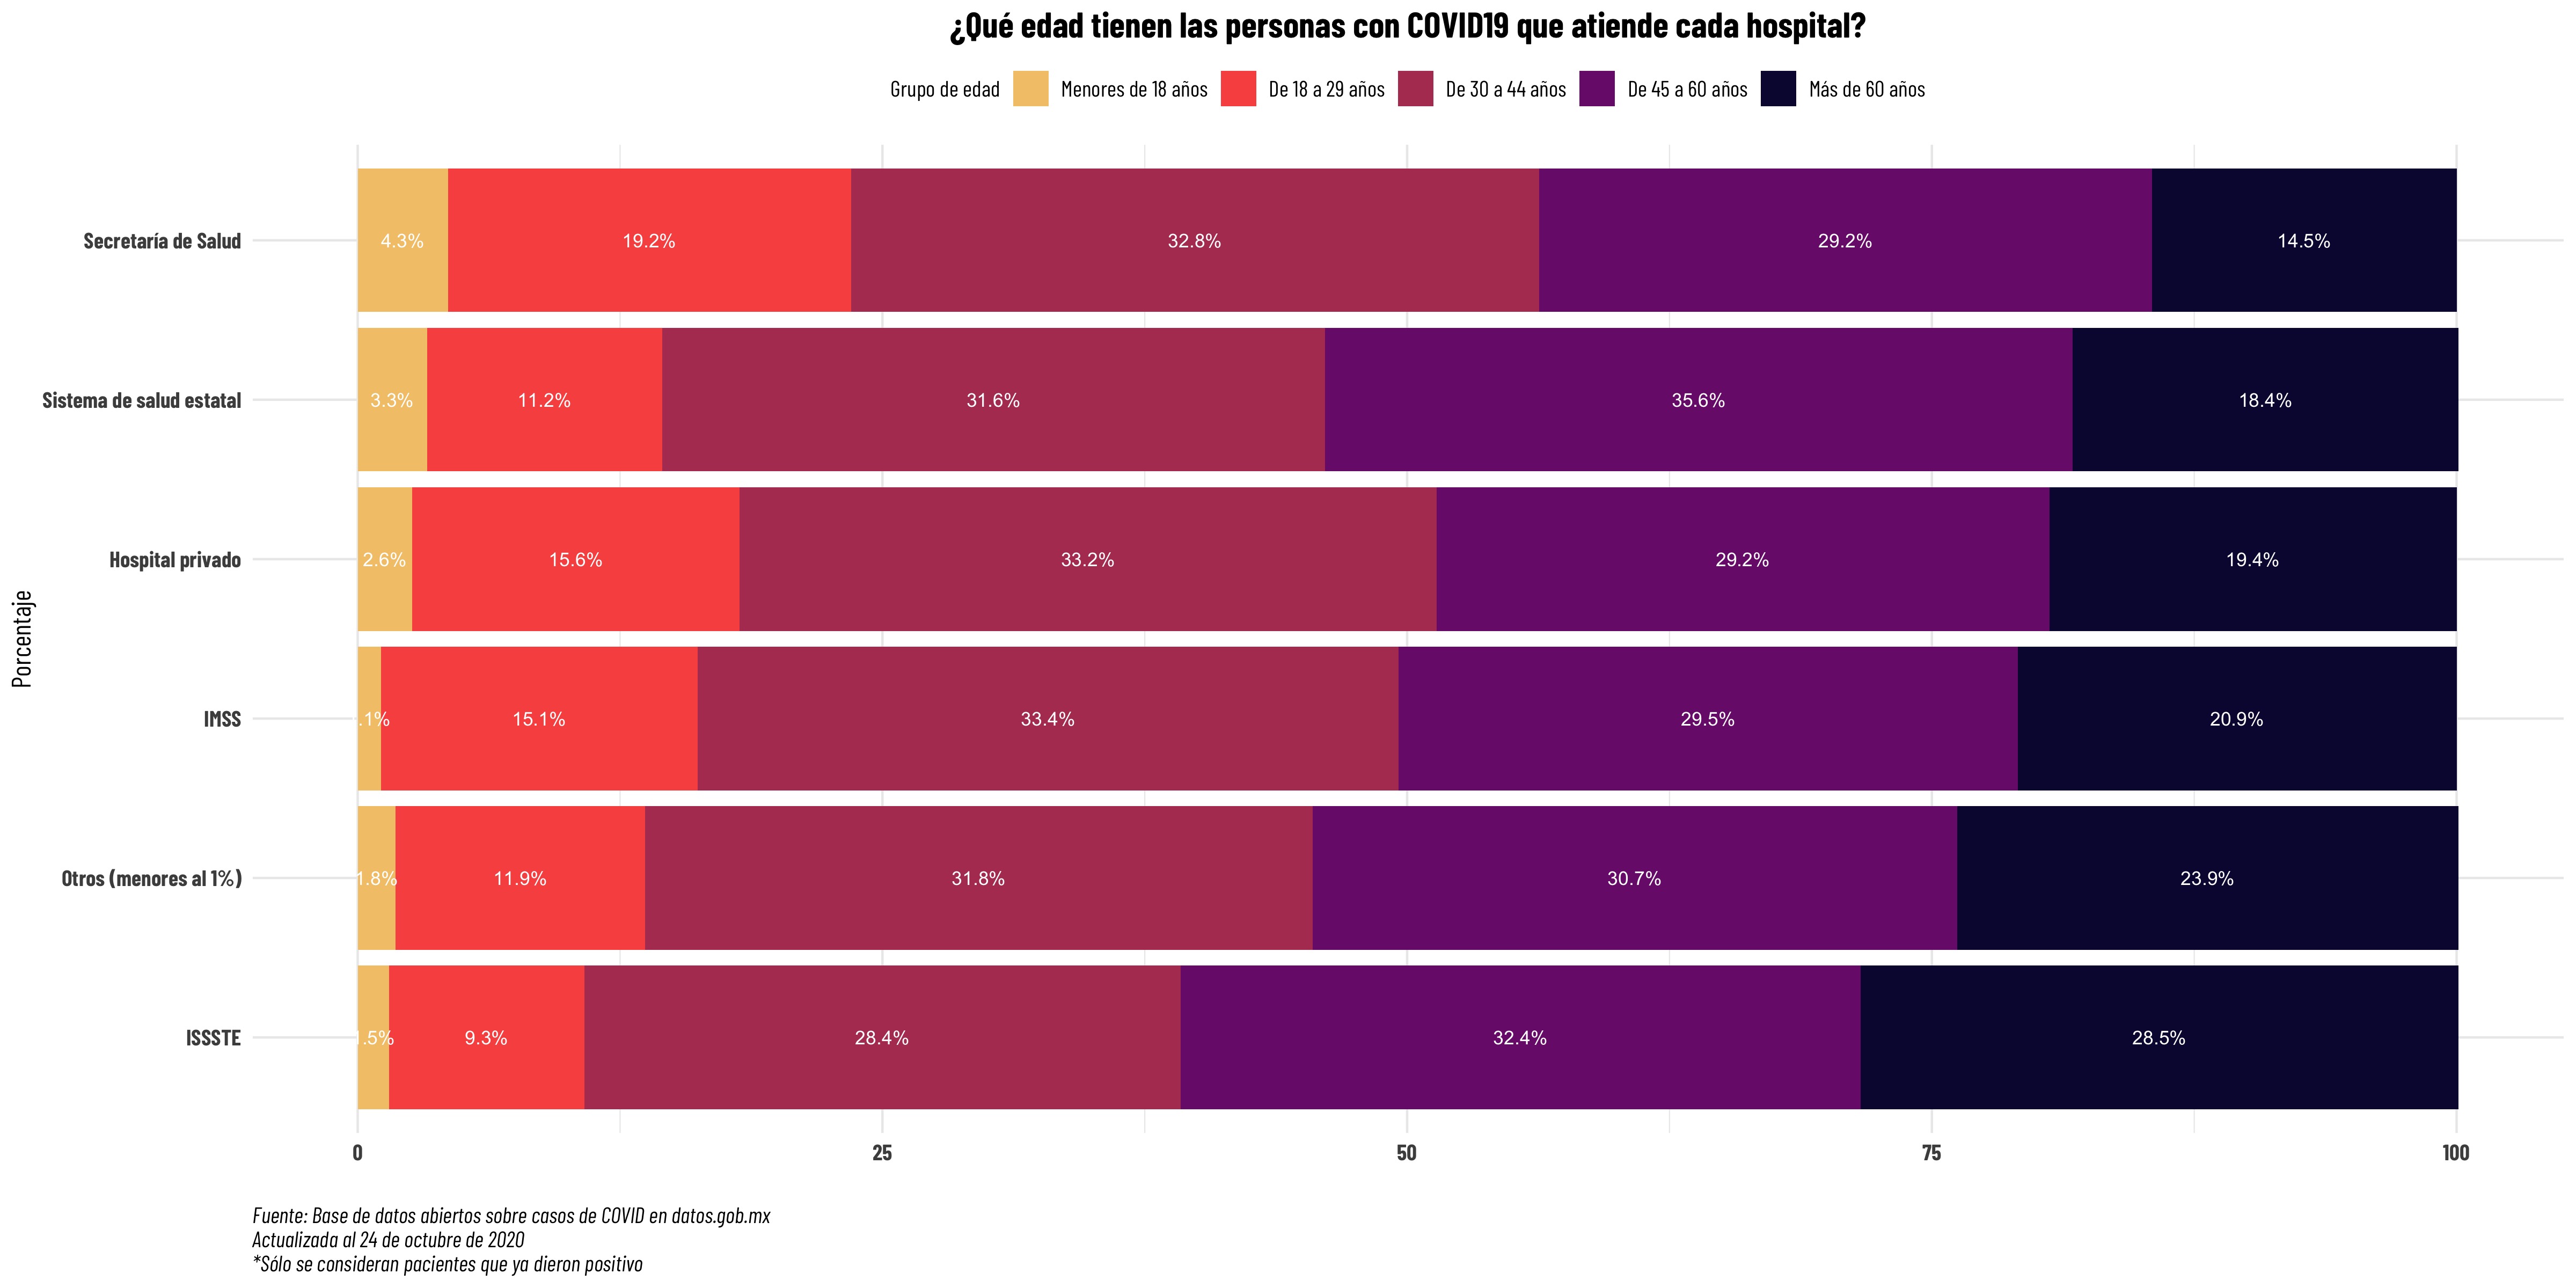 ¿Qué edad tienen las personas con COVID19 que atiende cada hospital?
Grupo de edad Menores de 18 años De 18 a 29 años De 30 a 44 años De 45 a 60 años Más de 60 años
Porcentaje
Secretaría de Salud 4.3% 19.2% 32.8% 29.2% 14.5%
Sistema de salud estatal 3.3% 11.2% 31.6% 35.6% 18.4%
Hospital privado 2.6% 15.6% 33.2% 29.2% 19.4%
IMSS .1% 15.1% 33.4% 29.5% 20.9%
Otros (menores al 1%) 1.8% 11.9% 31.8% 30.7% 23.9%
ISSSTE .5% 9.3% 28.4% 32.4% 28.5%
0 25 50 75 100
Fuente: Base de datos abiertos sobre casos de COVID en datos.gob.mx
Actualizada al 24 de octubre de 2020
*Sólo se consideran pacientes que ya dieron positivo